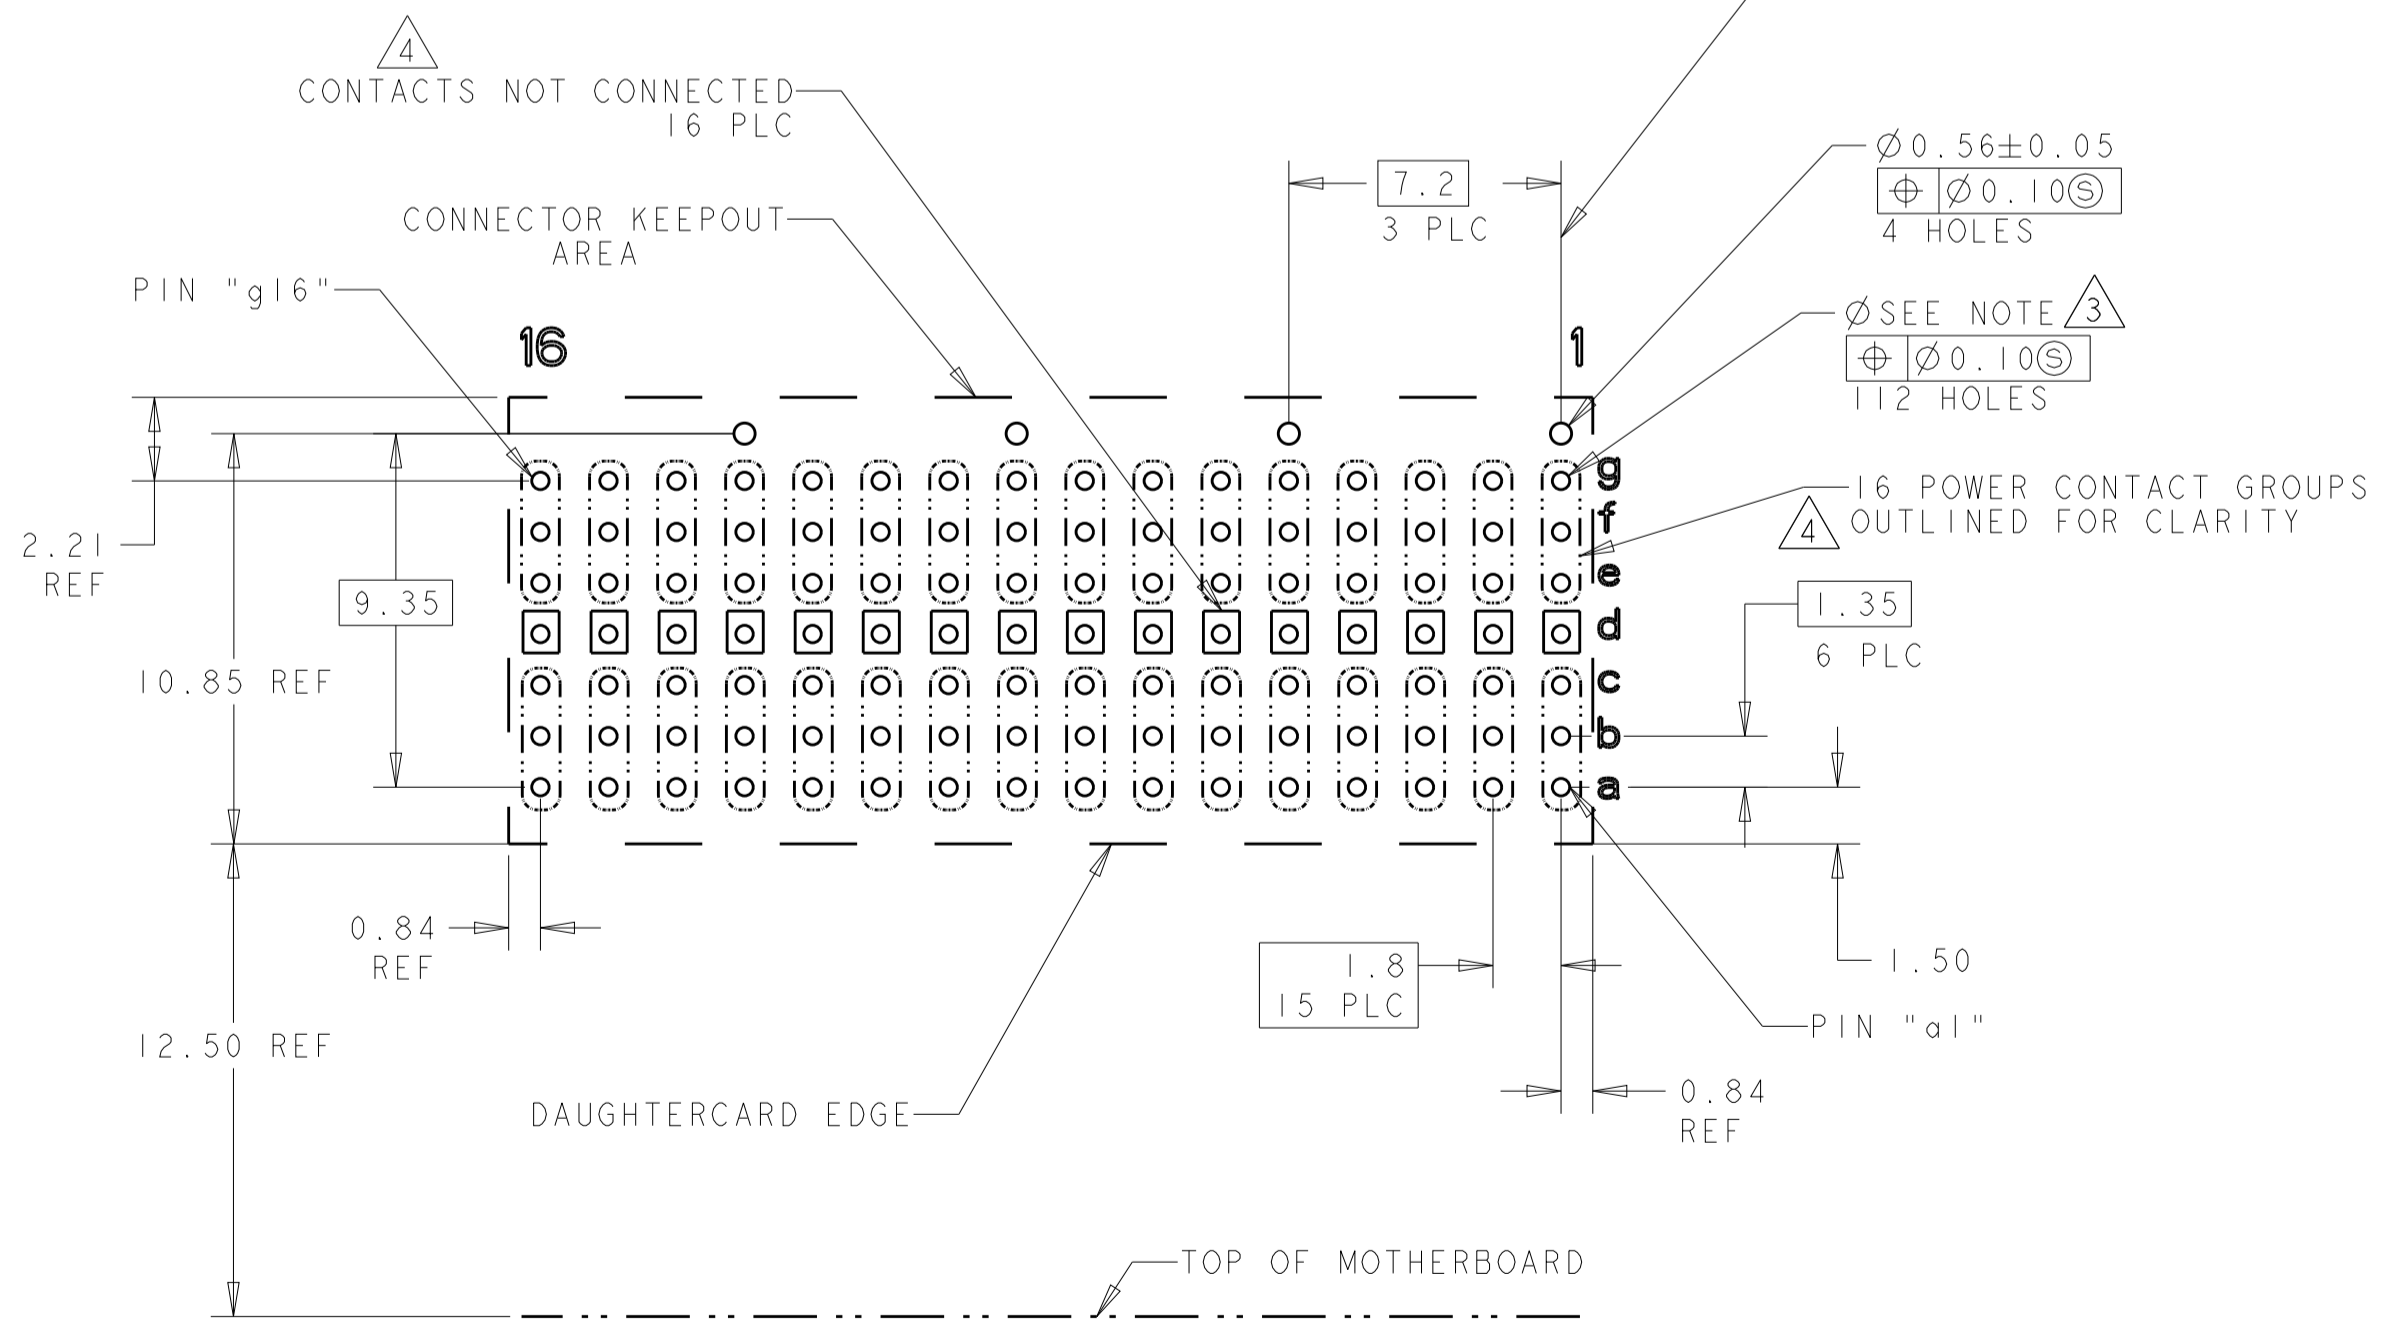 4
CONTACTS NOT CONNECTED
16 PLC
CONNECTOR KEEPOUT
AREA
PIN "g16"
7.2
3 PLC
Ø0.56±0.05
⌖ Ø0.10Ⓢ
4 HOLES
ØSEE NOTE 3
⌖ Ø0.10Ⓢ
112 HOLES
16
1
g
f
e
d
c
b
a
16 POWER CONTACT GROUPS
4 OUTLINED FOR CLARITY
2.21
REF
9.35
10.85 REF
1.35
6 PLC
0.84
REF
1.8
15 PLC
1.50
PIN "a1"
12.50 REF
0.84
REF
DAUGHTERCARD EDGE
TOP OF MOTHERBOARD